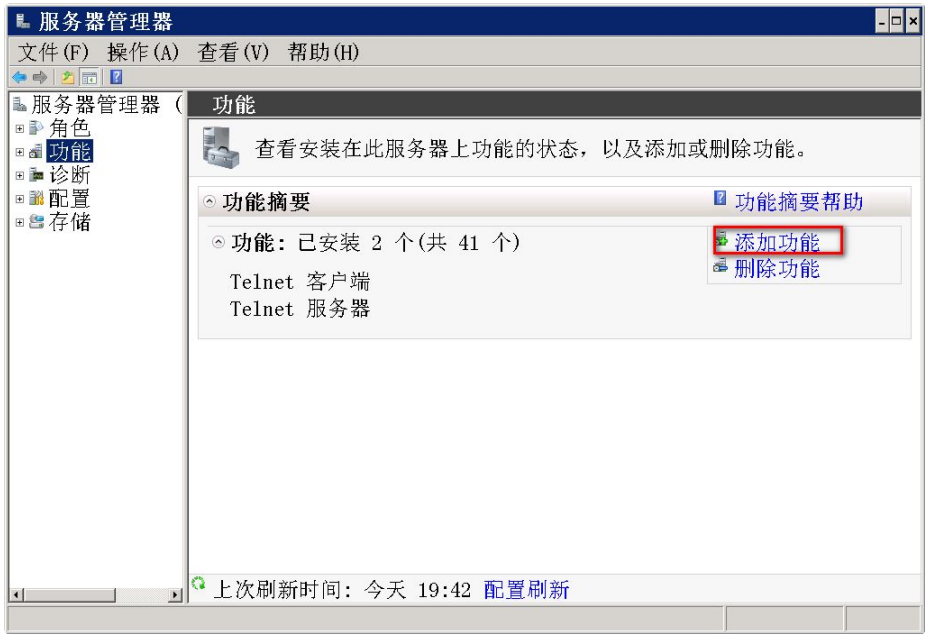 服务器管理器
文件(F) 操作(A) 查看(V) 帮助(H)
服务器管理器 (
角色
功能
诊断
配置
存储
功能
查看安装在此服务器上功能的状态，以及添加或删除功能。
功能摘要
功能摘要帮助
功能: 已安装 2 个(共 41 个)
添加功能
删除功能
Telnet 客户端
Telnet 服务器
上次刷新时间: 今天 19:42 配置刷新